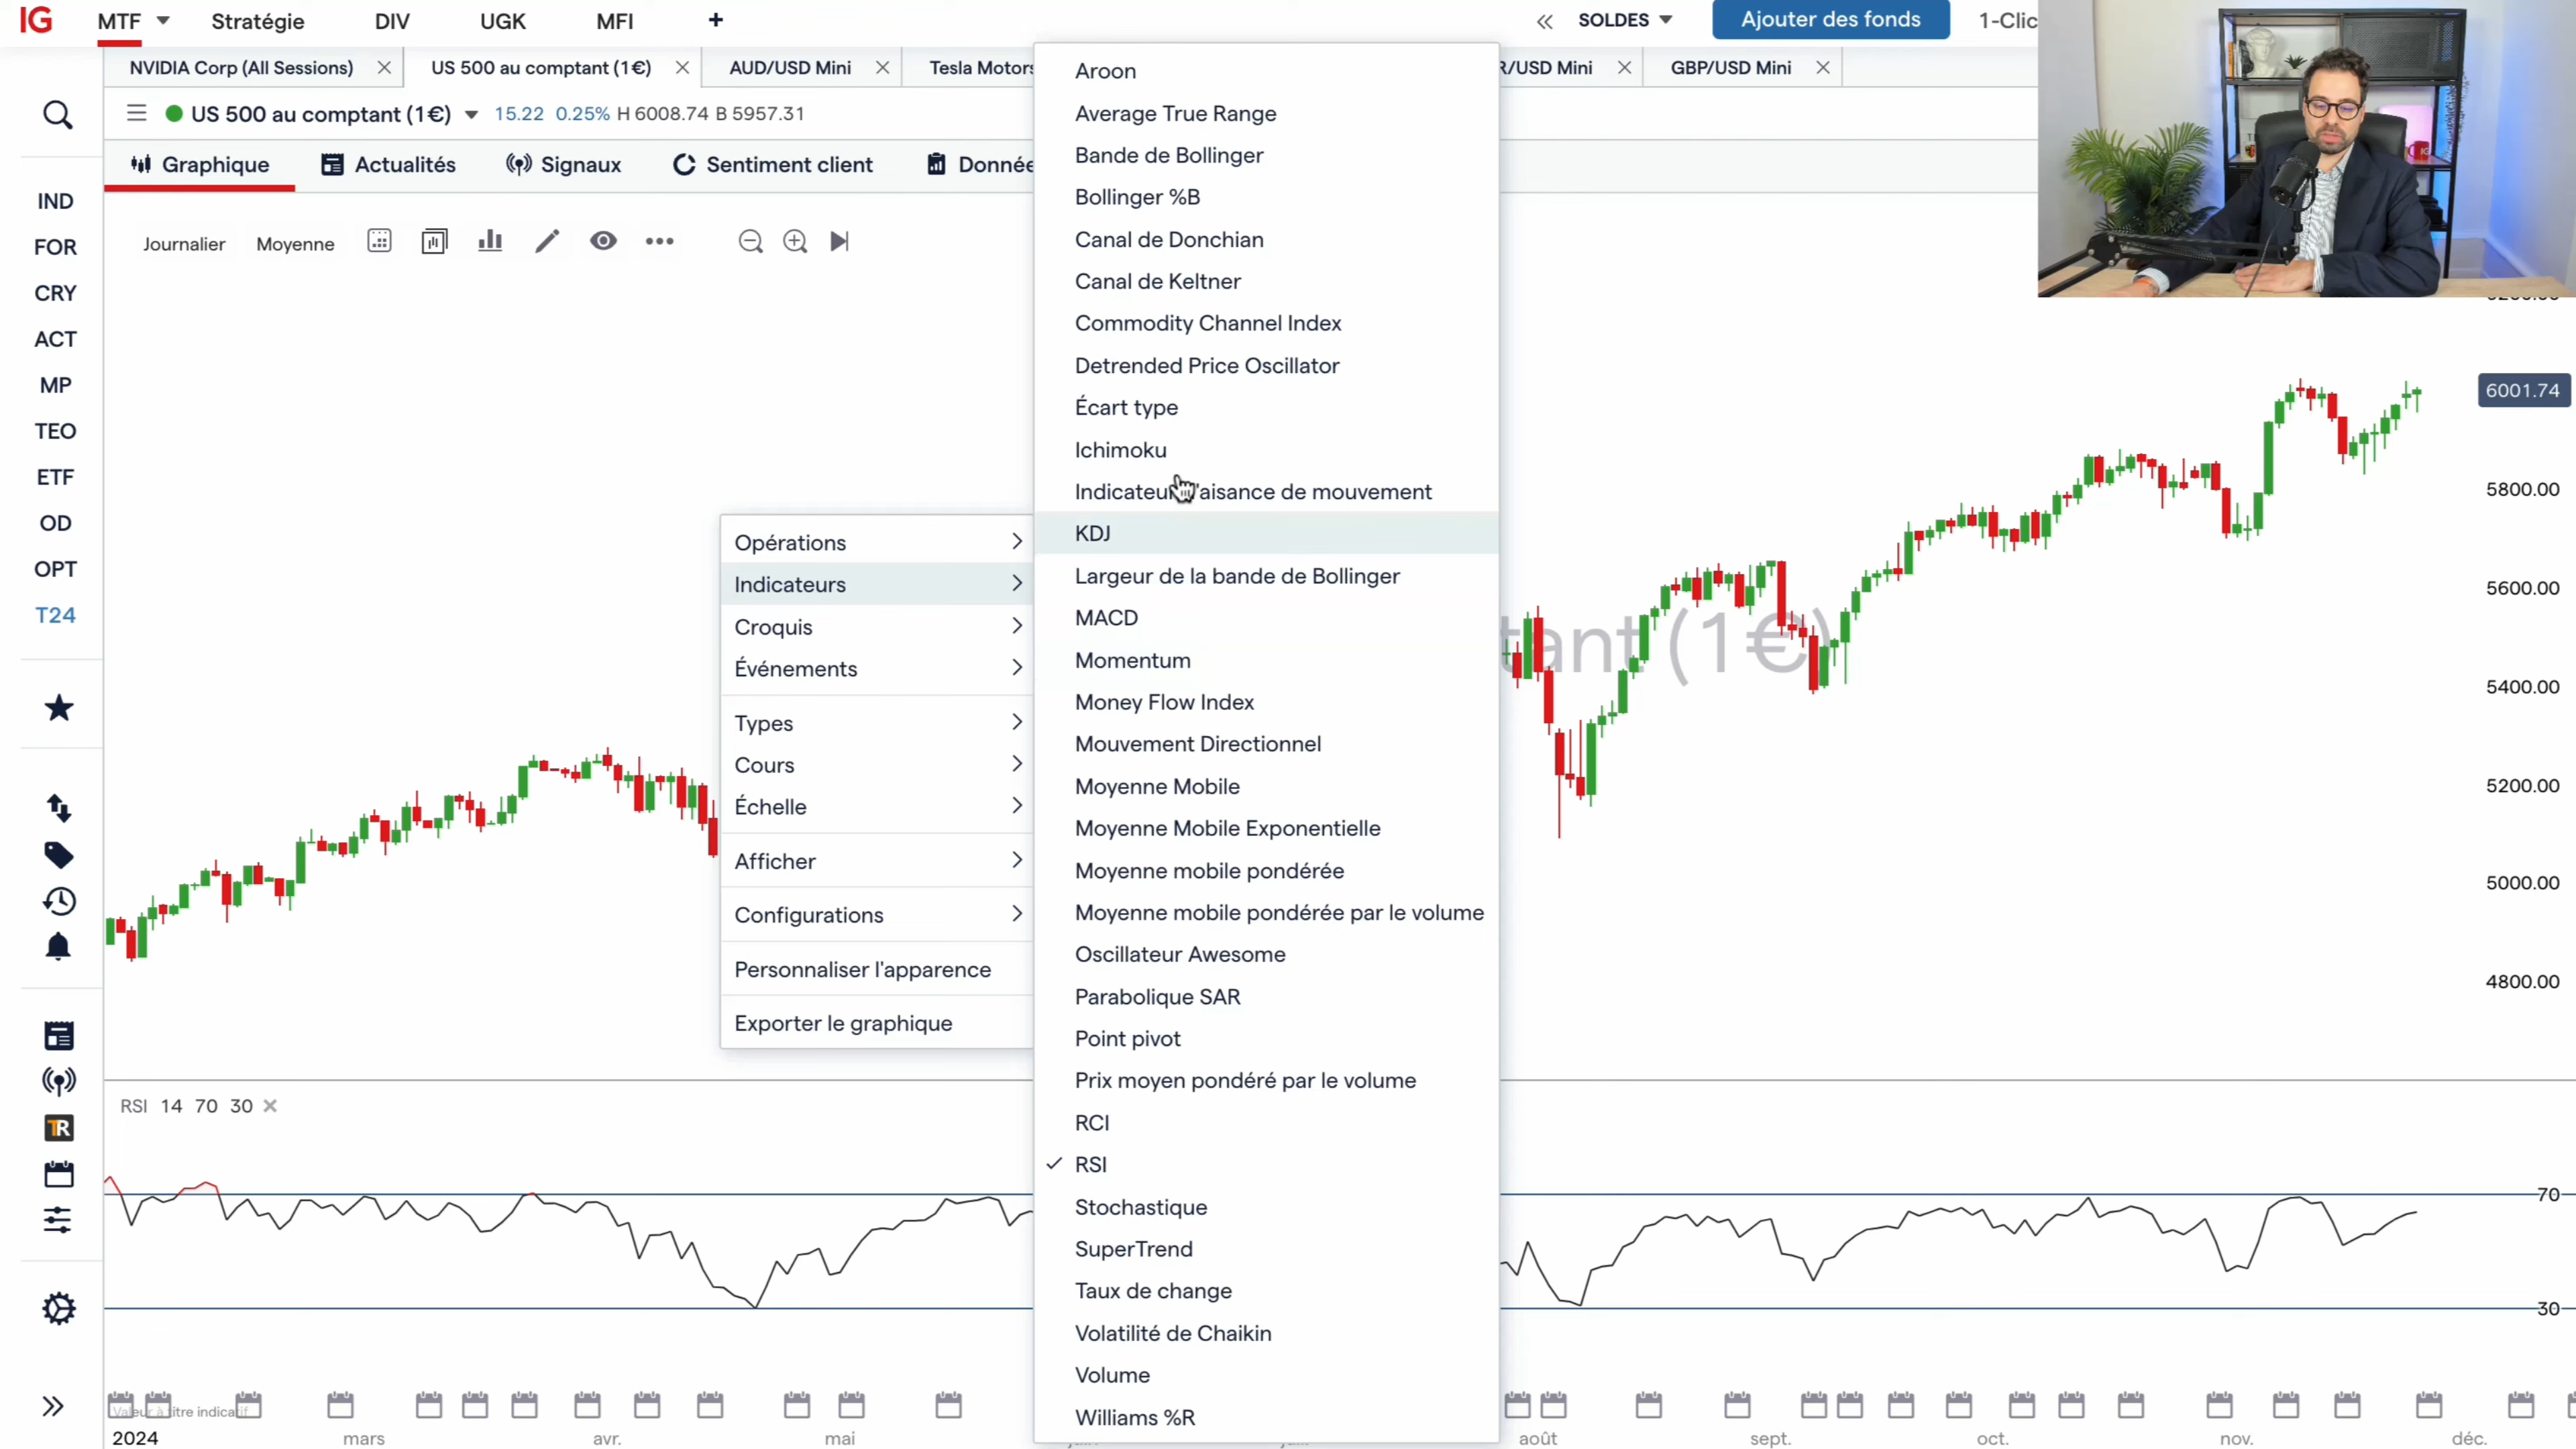 IG MTF Stratégie DIV UGK MFI + SOLDES Ajouter des fonds 1-Clic
NVIDIA Corp (All Sessions) US 500 au comptant (1€) AUD/USD Mini Tesla Motors R/USD Mini GBP/USD Mini
US 500 au comptant (1€) 15.22 0.25% H 6008.74 B 5957.31
Graphique Actualités Signaux Sentiment client Donnée
Journalier Moyenne
IND
FOR
CRY
ACT
MP
TEO
ETF
OD
OPT
T24
TR
Opérations
Indicateurs
Croquis
Événements
Types
Cours
Échelle
Afficher
Configurations
Personnaliser l'apparence
Exporter le graphique
Aroon
Average True Range
Bande de Bollinger
Bollinger %B
Canal de Donchian
Canal de Keltner
Commodity Channel Index
Detrended Price Oscillator
Écart type
Ichimoku
Indicateur 'aisance de mouvement
KDJ
Largeur de la bande de Bollinger
MACD
Momentum
Money Flow Index
Mouvement Directionnel
Moyenne Mobile
Moyenne Mobile Exponentielle
Moyenne mobile pondérée
Moyenne mobile pondérée par le volume
Oscillateur Awesome
Parabolique SAR
Point pivot
Prix moyen pondéré par le volume
RCI
RSI
Stochastique
SuperTrend
Taux de change
Volatilité de Chaikin
Volume
Williams %R
tant (1€)
6001.74
5800.00
5600.00
5400.00
5200.00
5000.00
4800.00
RSI 14 70 30
70
30
Valeur à titre indicatif
2024 mars avr. mai août sept. oct. nov. déc.